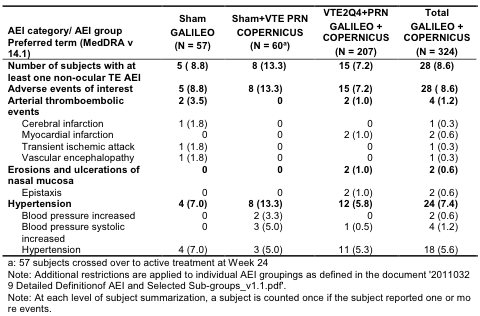 AEI category/ AEI group
Preferred term (MedDRA v
14.1)
Sham
GALILEO
(N = 57)
Sham+VTE PRN
COPERNICUS
(N = 60a)
VTE2Q4+PRN
GALILEO +
COPERNICUS
(N = 207)
Total
GALILEO +
COPERNICUS
(N = 324)
Number of subjects with at 5 ( 8.8) 8 (13.3) 15 (7.2) 28 (8.6)
least one non-ocular TE AEI
Adverse events of interest 5 (8.8) 8 (13.3) 15 (7.2) 28 ( 8.6)
Arterial thromboembolic 2 (3.5) 0 2 (1.0) 4 (1.2)
events
Cerebral infarction 1 (1.8) 0 0 1 (0.3)
Myocardial infarction 0 0 2 (1.0) 2 (0.6)
Transient ischemic attack 1 (1.8) 0 0 1 (0.3)
Vascular encephalopathy 1 (1.8) 0 0 1 (0.3)
Erosions and ulcerations of 0 0 2 (1.0) 2 (0.6)
nasal mucosa
Epistaxis 0 0 2 (1.0) 2 (0.6)
Hypertension 4 (7.0) 8 (13.3) 12 (5.8) 24 (7.4)
Blood pressure increased 0 2 (3.3) 0 2 (0.6)
Blood pressure systolic 0 3 (5.0) 1 (0.5) 4 (1.2)
increased
Hypertension 4 (7.0) 3 (5.0) 11 (5.3) 18 (5.6)
a: 57 subjects crossed over to active treatment at Week 24
Note: Additional restrictions are applied to individual AEI groupings as defined in the document '2011032
9 Detailed Definitionof AEI and Selected Sub-groups_v1.1.pdf'.
Note: At each level of subject summarization, a subject is counted once if the subject reported one or mo
re events.